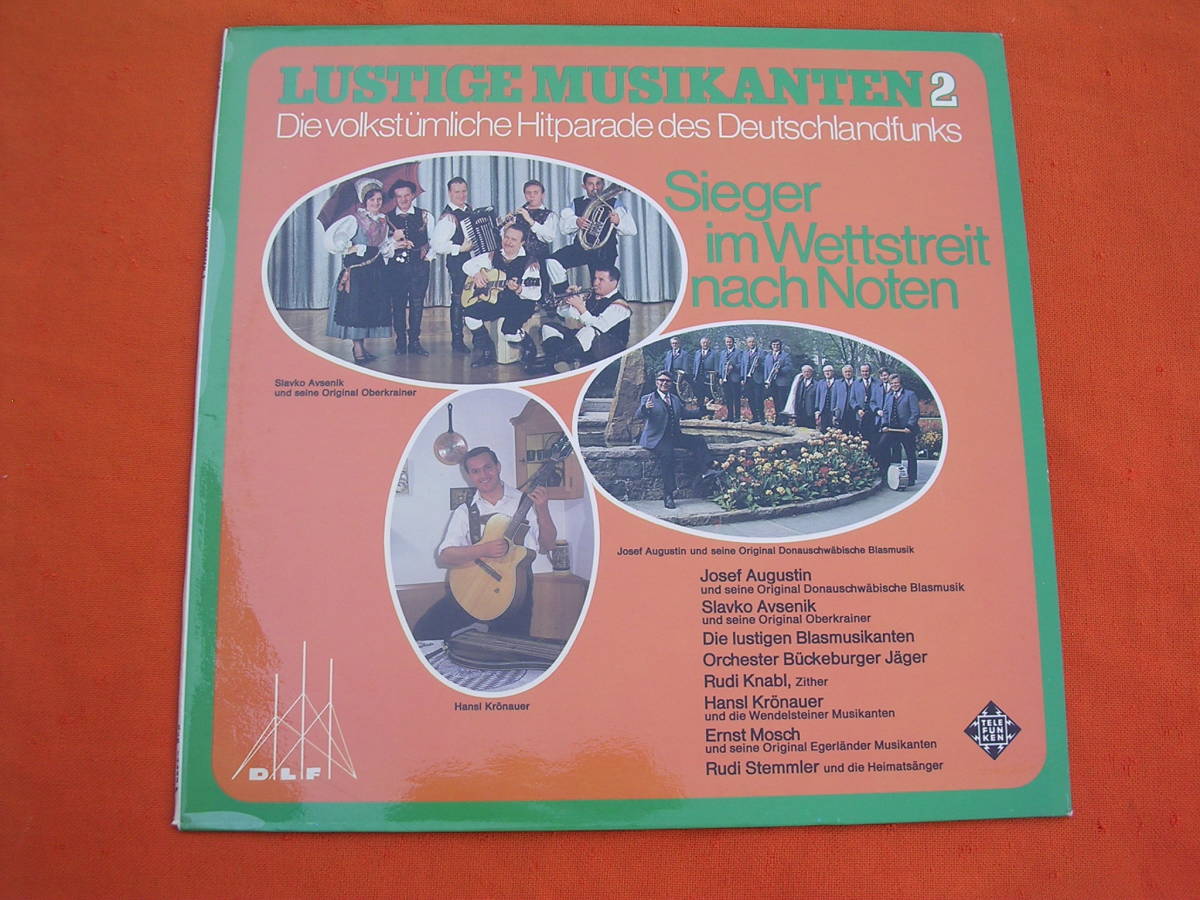 LUSTIGE MUSIKANTEN 2
Die volkstümliche Hitparade des Deutschlandfunks
Sieger
im Wettstreit
nach Noten
Slavko Avsenik
und seine Original Oberkrainer
Josef Augustin und seine Original Donauschwäbische Blasmusik
Hansl Krönauer
Josef Augustin
und seine Original Donauschwäbische Blasmusik
Slavko Avsenik
und seine Original Oberkrainer
Die lustigen Blasmusikanten
Orchester Bückeburger Jäger
Rudi Knabl, Zither
Hansl Krönauer
und die Wendelsteiner Musikanten
Ernst Mosch
und seine Original Egerländer Musikanten
Rudi Stemmler und die Heimatsänger
DLF
TELE
FUN
KEN